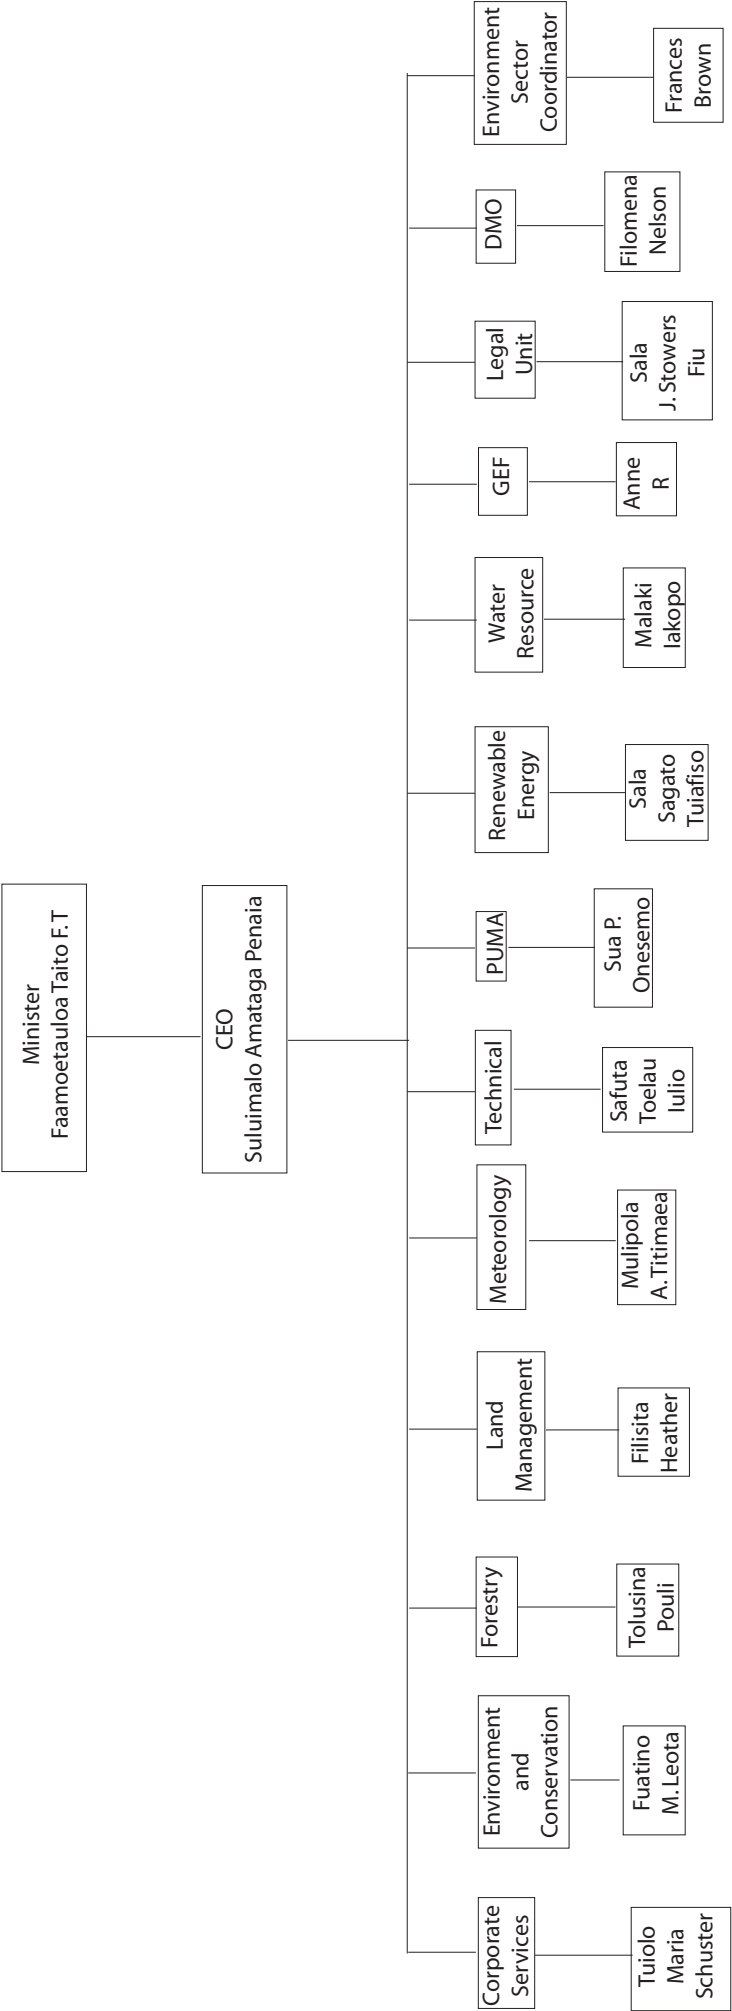 Minister
Faamoetauloa Taito F. T
CEO
Suluimalo Amataga Penaia
Corporate
Services
Environment
and
Conservation
Forestry
Land
Management
Meteorology
Technical
PUMA
Renewable
Energy
Water
Resource
GEF
Legal
Unit
DMO
Environment
Sector
Coordinator
Tuiolo
Maria
Schuster
Fuatino
M. Leota
Tolusina
Pouli
Filisita
Heather
Mulipola
A. Titimaea
Safuta
Toelau
Iulio
Sua P.
Onesemo
Sala
Sagato
Tuiafiso
Malaki
Iakopo
Anne
R
Sala
J. Stowers
Fiu
Filomena
Nelson
Frances
Brown